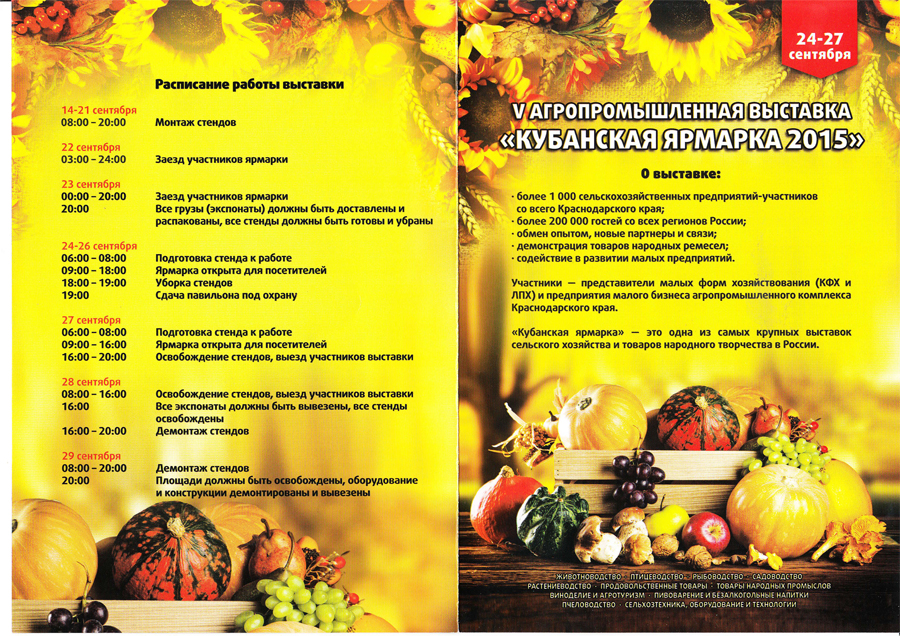 Расписание работы выставки
14-21 сентября
08:00 – 20:00 Монтаж стендов
22 сентября
03:00 – 24:00 Заезд участников ярмарки
23 сентября
00:00 – 20:00 Заезд участников ярмарки
20:00 Все грузы (экспонаты) должны быть доставлены и
распакованы, все стенды должны быть готовы и убраны
24-26 сентября
06:00 – 08:00 Подготовка стенда к работе
09:00 – 18:00 Ярмарка открыта для посетителей
18:00 – 19:00 Уборка стендов
19:00 Сдача павильона под охрану
27 сентября
06:00 – 08:00 Подготовка стенда к работе
09:00 – 16:00 Ярмарка открыта для посетителей
16:00 – 20:00 Освобождение стендов, выезд участников выставки
28 сентября
08:00 – 16:00 Освобождение стендов, выезд участников выставки
16:00 Все экспонаты должны быть вывезены, все стенды
освобождены
16:00 – 20:00 Демонтаж стендов
29 сентября
08:00 – 20:00 Демонтаж стендов
20:00 Площади должны быть освобождены, оборудование
и конструкции демонтированы и вывезены
24-27
сентября
V АГРОПРОМЫШЛЕННАЯ ВЫСТАВКА
«КУБАНСКАЯ ЯРМАРКА 2015»
О выставке:
· более 1 000 сельскохозяйственных предприятий-участников
со всего Краснодарского края;
· более 200 000 гостей со всех регионов России;
· обмен опытом, новые партнеры и связи;
· демонстрация товаров народных ремесел;
· содействие в развитии малых предприятий.
Участники — представители малых форм хозяйствования (КФХ и
ЛПХ) и предприятия малого бизнеса агропромышленного комплекса
Краснодарского края.
«Кубанская ярмарка» — это одна из самых крупных выставок
сельского хозяйства и товаров народного творчества в России.
ЖИВОТНОВОДСТВО · ПТИЦЕВОДСТВО · РЫБОВОДСТВО · САДОВОДСТВО
РАСТЕНИЕВОДСТВО · ПРОДОВОЛЬСТВЕННЫЕ ТОВАРЫ · ТОВАРЫ НАРОДНЫХ ПРОМЫСЛОВ
ВИНОДЕЛИЕ И АГРОТУРИЗМ · ПИВОВАРЕНИЕ И БЕЗАЛКОГОЛЬНЫЕ НАПИТКИ
ПЧЕЛОВОДСТВО · СЕЛЬХОЗТЕХНИКА, ОБОРУДОВАНИЕ И ТЕХНОЛОГИИ